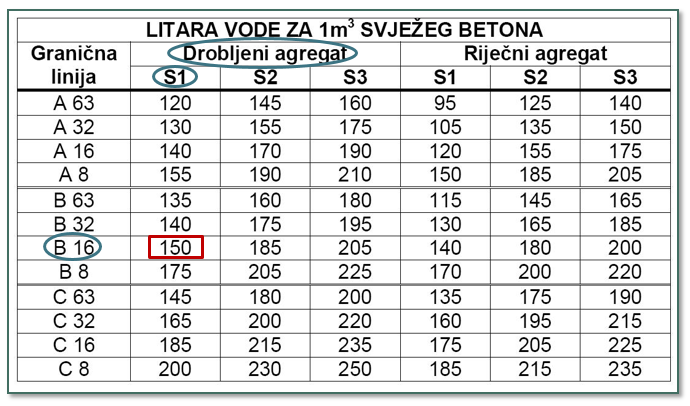 LITARA VODE ZA 1m³ SVJEŽEG BETONA
Granična linija Drobljeni agregat Riječni agregat
S1 S2 S3 S1 S2 S3
A 63 120 145 160 95 125 140
A 32 130 155 175 105 135 150
A 16 140 170 190 120 155 175
A 8 155 190 210 150 185 205
B 63 135 160 180 115 145 165
B 32 140 175 195 130 165 185
B 16 150 185 205 140 180 200
B 8 175 205 225 170 200 220
C 63 145 180 200 135 175 190
C 32 165 200 220 160 195 215
C 16 185 215 235 175 205 225
C 8 200 230 250 185 215 235